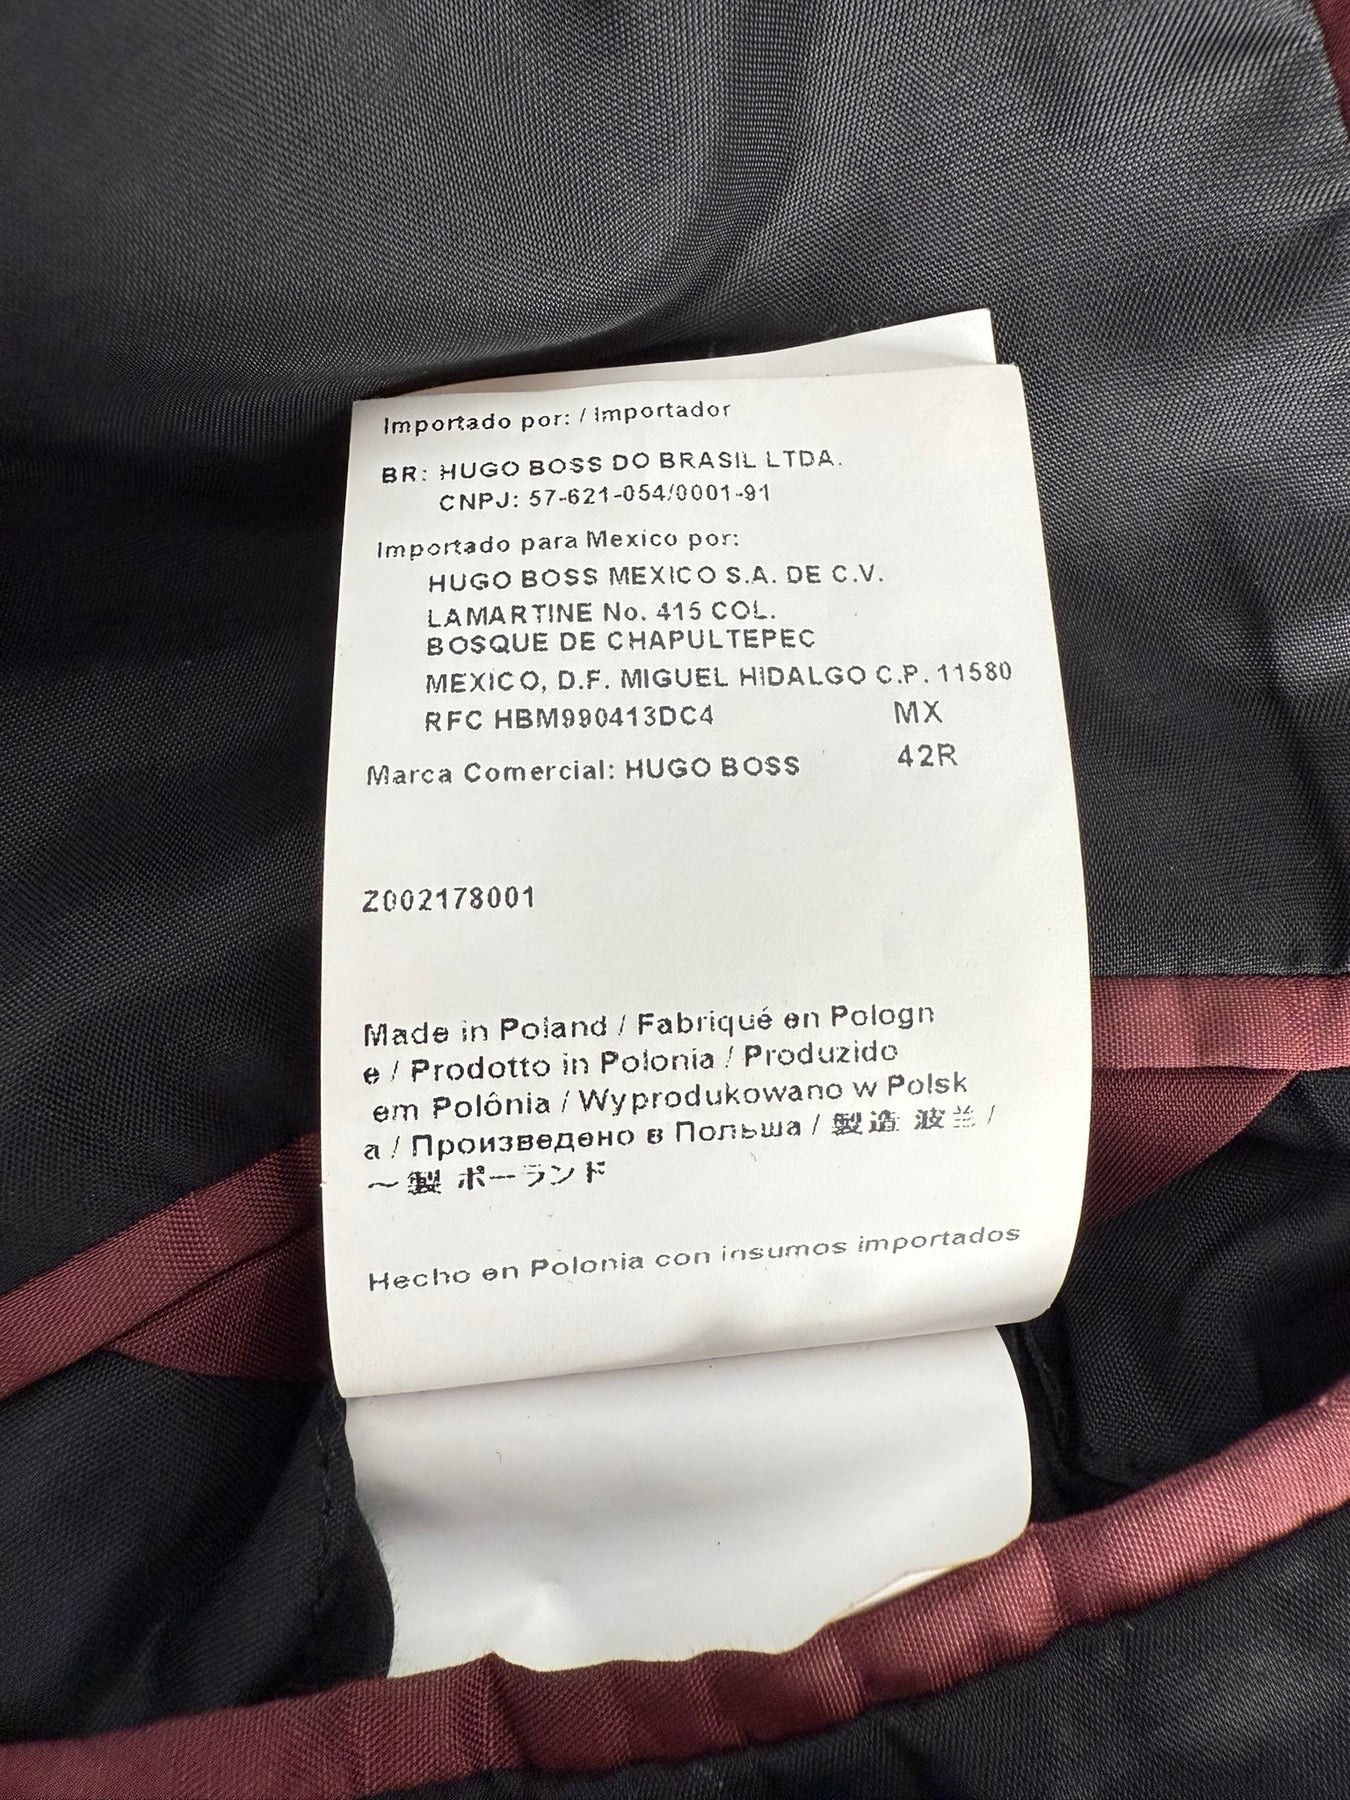 Importado por: / Importador
BR: HUGO BOSS DO BRASIL LTDA.
CNPJ: 57-621-054/0001-91
Importado para Mexico por:
HUGO BOSS MEXICO S.A. DE C.V.
LAMARTINE No. 415 COL.
BOSQUE DE CHAPULTEPEC
MEXICO, D.F. MIGUEL HIDALGO C.P. 11580
RFC HBM990413DC4 MX
Marca Comercial: HUGO BOSS 42R
Z002178001
Made in Poland / Fabriqué en Pologn
e / Prodotto in Polonia / Produzido
em Polônia / Wyprodukowano w Polsk
a / Произведено в Польша / 製造 波兰 /
〜製 ポーランド
Hecho en Polonia con insumos importados